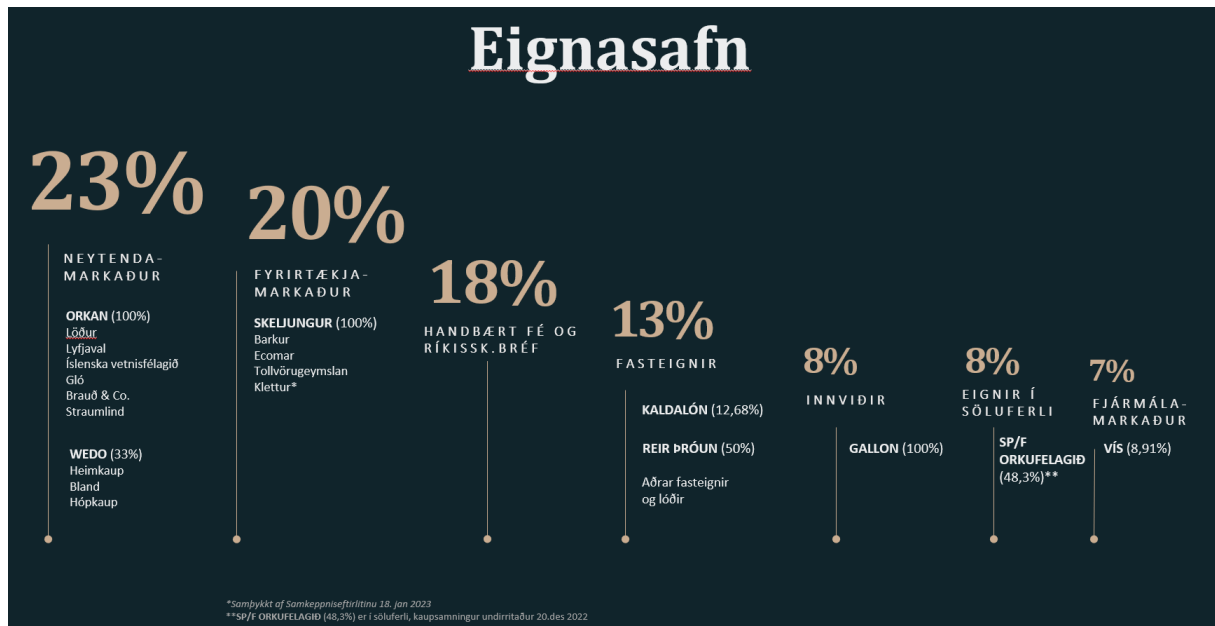 Eignasafn
23%
NEYTENDA-
MARKAÐUR
ORKAN (100%)
Löður
Lyfjaval
Íslenska vetnisfélagið
Gló
Brauð & Co.
Straumlind
WEDO (33%)
Heimkaup
Bland
Hópkaup
20%
FYRIRTÆKJA-
MARKAÐUR
SKELJUNGUR (100%)
Barkur
Ecomar
Tollvörugeymslan
Klettur*
18%
HANDBÆRT FÉ OG
RÍKISSK.BRÉF
13%
FASTEIGNIR
KALDALÓN (12,68%)
REIR ÞRÓUN (50%)
Aðrar fasteignir
og lóðir
8%
INNVIÐIR
GALLON (100%)
8%
EIGNIR Í
SÖLUFERLI
SP/F
ORKUFELAGIÐ
(48,3%)**
7%
FJÁRMÁLA-
MARKAÐUR
VÍS (8,91%)
*Samþykkt af Samkeppniseftirlitinu 18. jan 2023
**SP/F ORKUFELAGIÐ (48,3%) er í söluferli, kaupsamningur undirritaður 20.des 2022